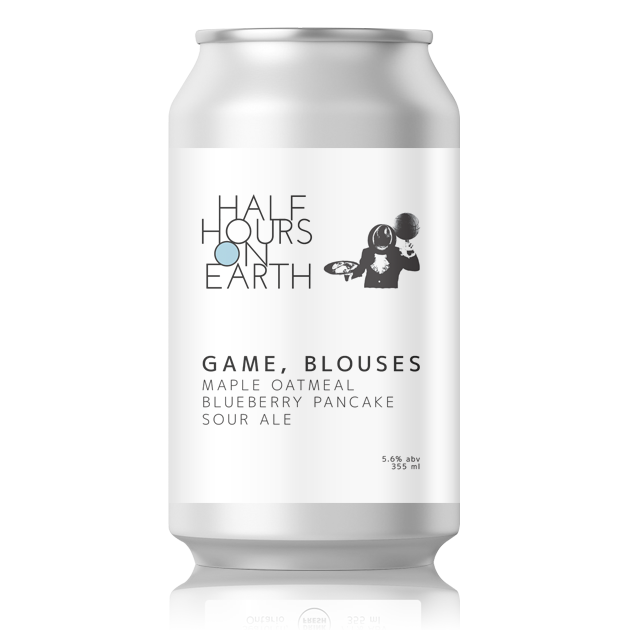 HALF
HOURS
ON
EARTH
GAME, BLOUSES
MAPLE OATMEAL
BLUEBERRY PANCAKE
SOUR ALE
5.6% abv
355 ml